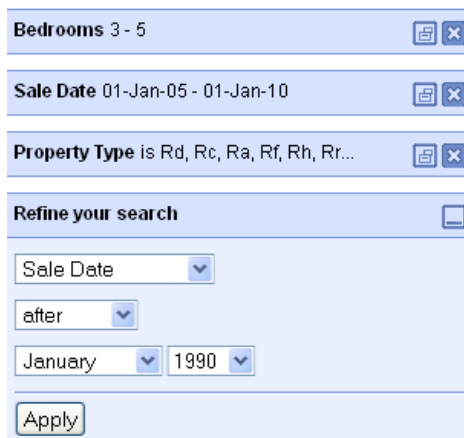 Bedrooms 3 - 5
Sale Date 01-Jan-05 - 01-Jan-10
Property Type is Rd, Rc, Ra, Rf, Rh, Rr...
Refine your search
Sale Date
after
January 1990
Apply